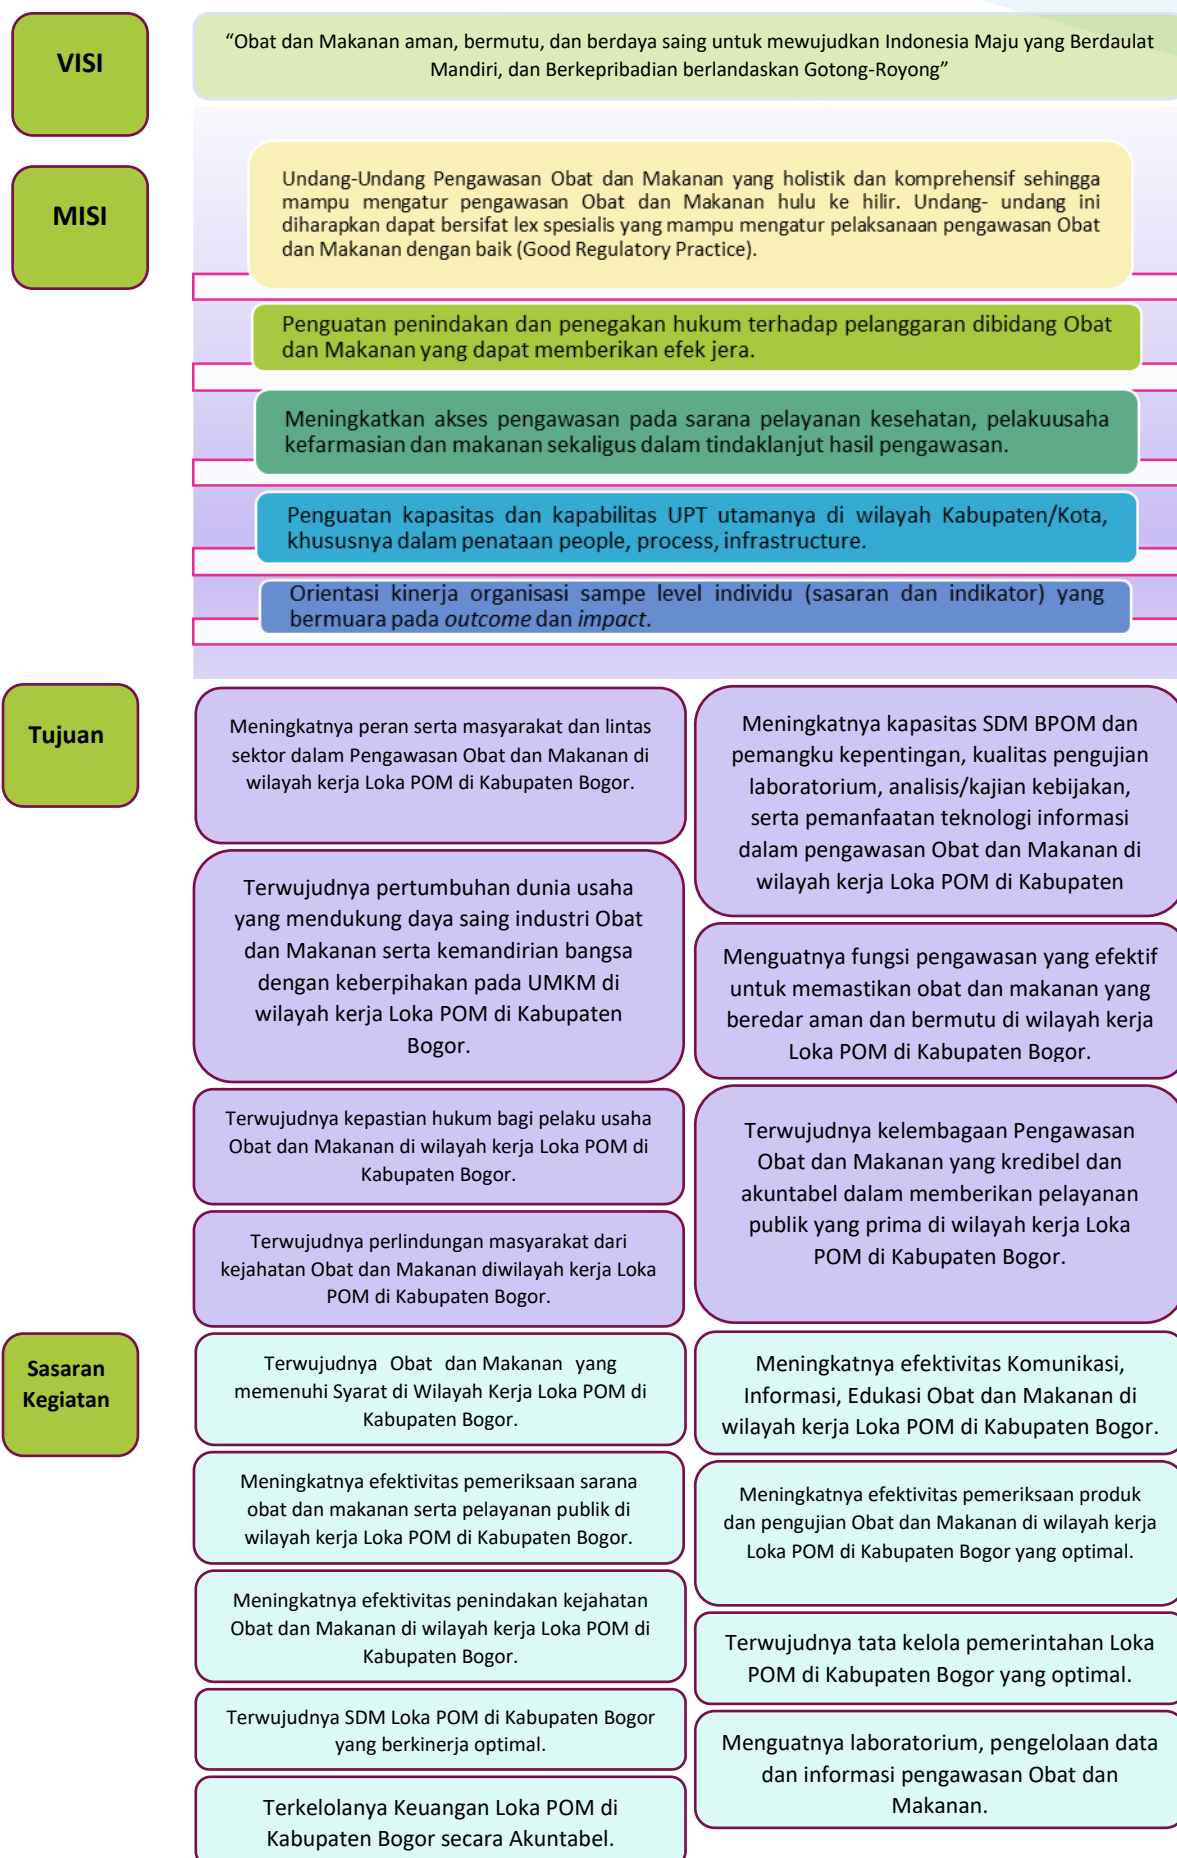 VISI
“Obat dan Makanan aman, bermutu, dan berdaya saing untuk mewujudkan Indonesia Maju yang Berdaulat
Mandiri, dan Berkepribadian berlandaskan Gotong-Royong”
MISI
Undang-Undang Pengawasan Obat dan Makanan yang holistik dan komprehensif sehingga
mampu mengatur pengawasan Obat dan Makanan hulu ke hilir. Undang- undang ini
diharapkan dapat bersifat lex spesialis yang mampu mengatur pelaksanaan pengawasan Obat
dan Makanan dengan baik (Good Regulatory Practice).
Penguatan penindakan dan penegakan hukum terhadap pelanggaran dibidang Obat
dan Makanan yang dapat memberikan efek jera.
Meningkatkan akses pengawasan pada sarana pelayanan kesehatan, pelakuusaha
kefarmasian dan makanan sekaligus dalam tindaklanjut hasil pengawasan.
Penguatan kapasitas dan kapabilitas UPT utamanya di wilayah Kabupaten/Kota,
khususnya dalam penataan people, process, infrastructure.
Orientasi kinerja organisasi sampe level individu (sasaran dan indikator) yang
bermuara pada outcome dan impact.
Tujuan
Meningkatnya peran serta masyarakat dan lintas
sektor dalam Pengawasan Obat dan Makanan di
wilayah kerja Loka POM di Kabupaten Bogor.
Terwujudnya pertumbuhan dunia usaha
yang mendukung daya saing industri Obat
dan Makanan serta kemandirian bangsa
dengan keberpihakan pada UMKM di
wilayah kerja Loka POM di Kabupaten
Bogor.
Terwujudnya kepastian hukum bagi pelaku usaha
Obat dan Makanan di wilayah kerja Loka POM di
Kabupaten Bogor.
Terwujudnya perlindungan masyarakat dari
kejahatan Obat dan Makanan diwilayah kerja Loka
POM di Kabupaten Bogor.
Meningkatnya kapasitas SDM BPOM dan
pemangku kepentingan, kualitas pengujian
laboratorium, analisis/kajian kebijakan,
serta pemanfaatan teknologi informasi
dalam pengawasan Obat dan Makanan di
wilayah kerja Loka POM di Kabupaten
Menguatnya fungsi pengawasan yang efektif
untuk memastikan obat dan makanan yang
beredar aman dan bermutu di wilayah kerja
Loka POM di Kabupaten Bogor.
Terwujudnya kelembagaan Pengawasan
Obat dan Makanan yang kredibel dan
akuntabel dalam memberikan pelayanan
publik yang prima di wilayah kerja Loka
POM di Kabupaten Bogor.
Sasaran
Kegiatan
Terwujudnya Obat dan Makanan yang
memenuhi Syarat di Wilayah Kerja Loka POM di
Kabupaten Bogor.
Meningkatnya efektivitas pemeriksaan sarana
obat dan makanan serta pelayanan publik di
wilayah kerja Loka POM di Kabupaten Bogor.
Meningkatnya efektivitas penindakan kejahatan
Obat dan Makanan di wilayah kerja Loka POM di
Kabupaten Bogor.
Terwujudnya SDM Loka POM di Kabupaten Bogor
yang berkinerja optimal.
Terkelolanya Keuangan Loka POM di
Kabupaten Bogor secara Akuntabel.
Meningkatnya efektivitas Komunikasi,
Informasi, Edukasi Obat dan Makanan di
wilayah kerja Loka POM di Kabupaten Bogor.
Meningkatnya efektivitas pemeriksaan produk
dan pengujian Obat dan Makanan di wilayah kerja
Loka POM di Kabupaten Bogor yang optimal.
Terwujudnya tata kelola pemerintahan Loka
POM di Kabupaten Bogor yang optimal.
Menguatnya laboratorium, pengelolaan data
dan informasi pengawasan Obat dan
Makanan.